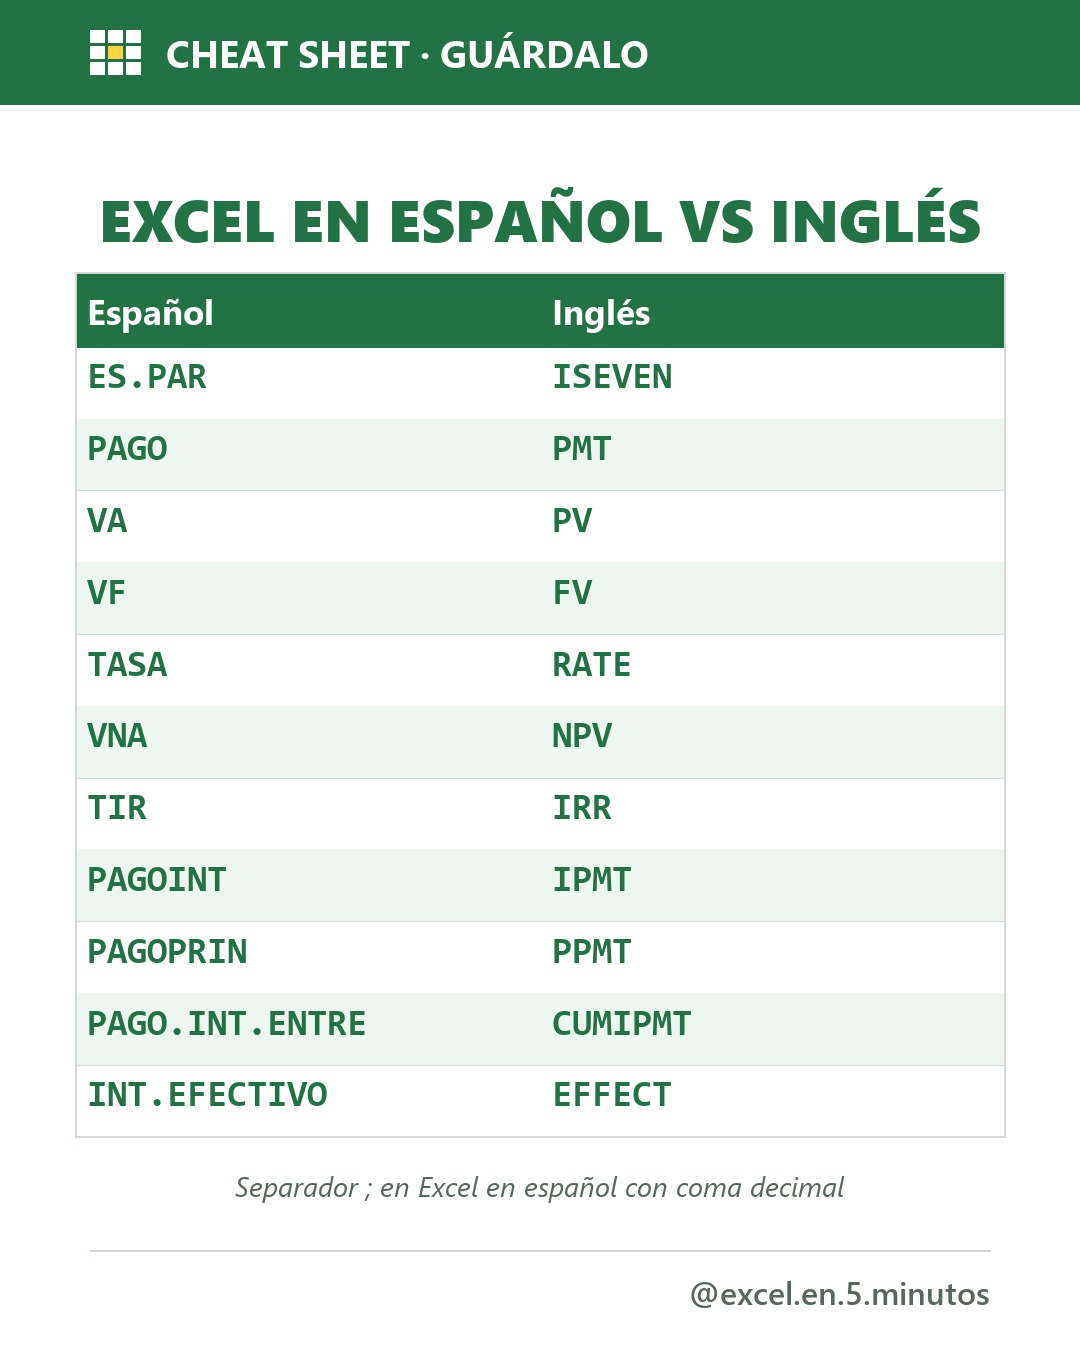 CHEAT SHEET · GUÁRDALO
EXCEL EN ESPAÑOL VS INGLÉS
Español Inglés
ES.PAR ISEVEN
PAGO PMT
VA PV
VF FV
TASA RATE
VNA NPV
TIR IRR
PAGOINT IPMT
PAGOPRIN PPMT
PAGO.INT.ENTRE CUMIPMT
INT.EFECTIVO EFFECT
Separador ; en Excel en español con coma decimal
@excel.en.5.minutos